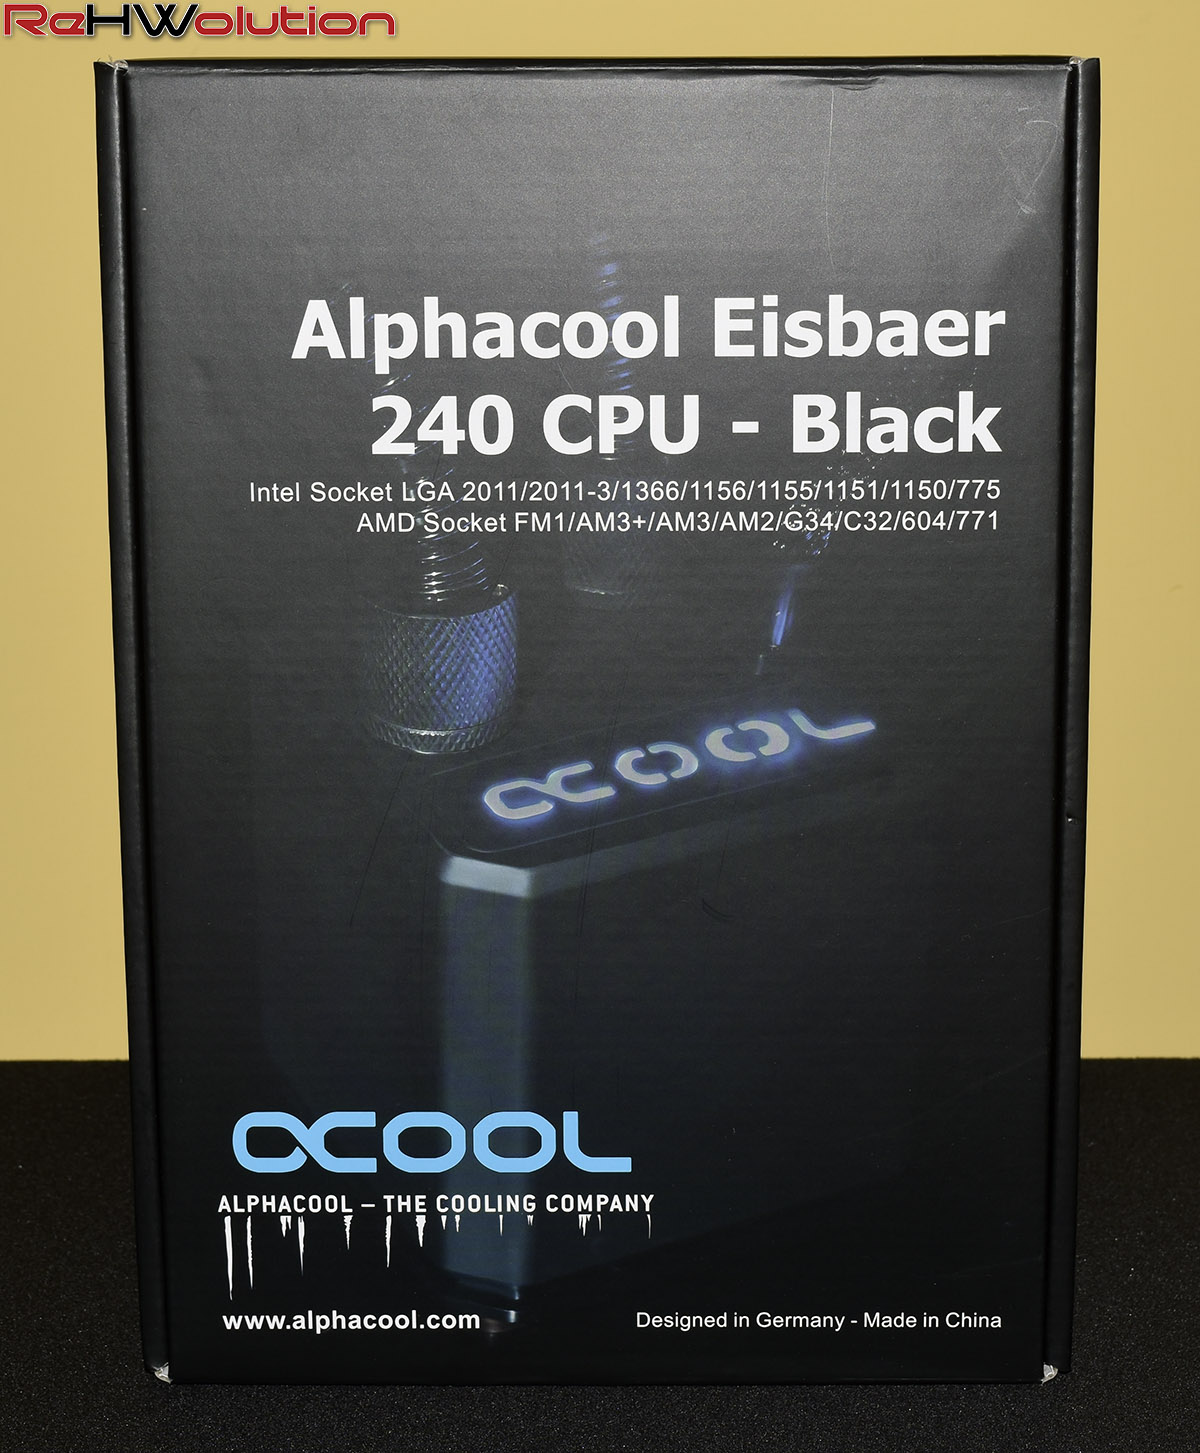 ReHWolution
Alphacool Eisbaer
240 CPU - Black
Intel Socket LGA 2011/2011-3/1366/1156/1155/1151/1150/775
AMD Socket FM1/AM3+/AM3/AM2/G34/C32/604/771
αCOOL
αCOOL
ALPHACOOL – THE COOLING COMPANY
www.alphacool.com
Designed in Germany - Made in China